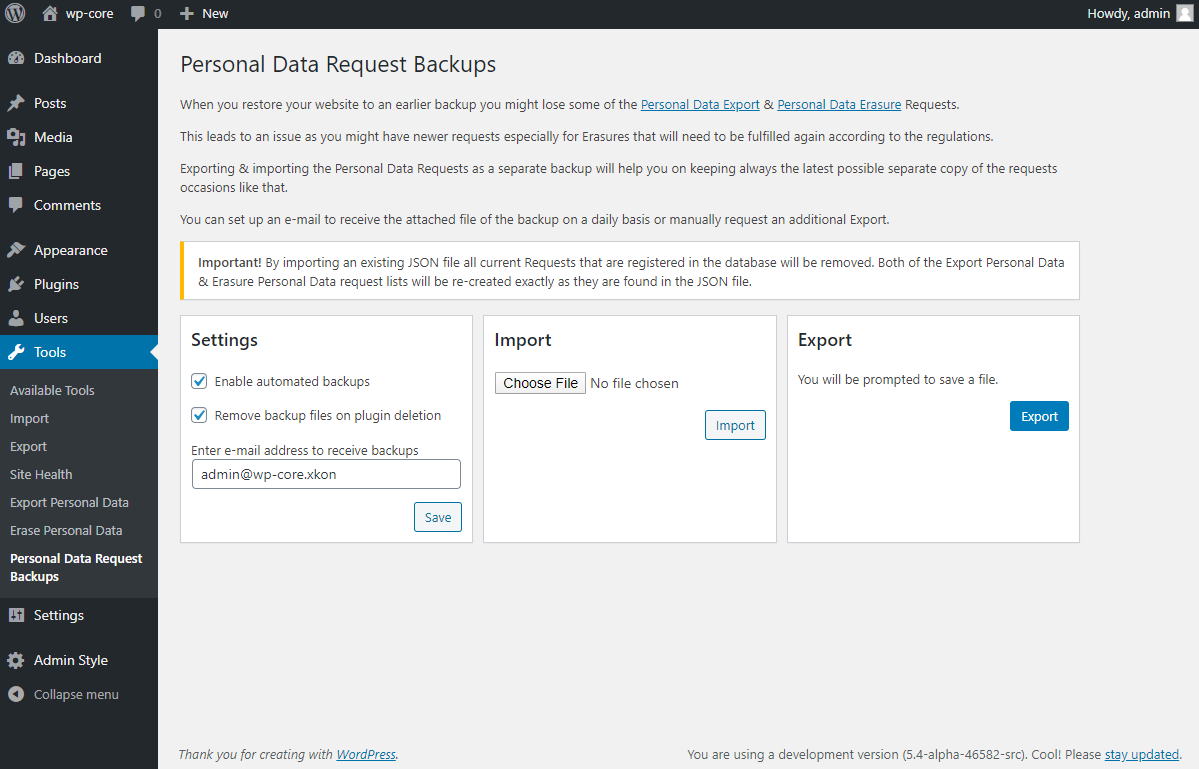 wp-core 0 New Howdy, admin
Dashboard
Posts
Media
Pages
Comments
Appearance
Plugins
Users
Tools
Available Tools
Import
Export
Site Health
Export Personal Data
Erase Personal Data
Personal Data Request
Backups
Settings
Admin Style
Collapse menu
Personal Data Request Backups
When you restore your website to an earlier backup you might lose some of the Personal Data Export & Personal Data Erasure Requests.
This leads to an issue as you might have newer requests especially for Erasures that will need to be fulfilled again according to the regulations.
Exporting & importing the Personal Data Requests as a separate backup will help you on keeping always the latest possible separate copy of the requests
occasions like that.
You can set up an e-mail to receive the attached file of the backup on a daily basis or manually request an additional Export.
Important! By importing an existing JSON file all current Requests that are registered in the database will be removed. Both of the Export Personal Data
& Erasure Personal Data request lists will be re-created exactly as they are found in the JSON file.
Settings
Enable automated backups
Remove backup files on plugin deletion
Enter e-mail address to receive backups
admin@wp-core.xkon
Save
Import
Choose File No file chosen
Import
Export
You will be prompted to save a file.
Export
Thank you for creating with WordPress.
You are using a development version (5.4-alpha-46582-src). Cool! Please stay updated.